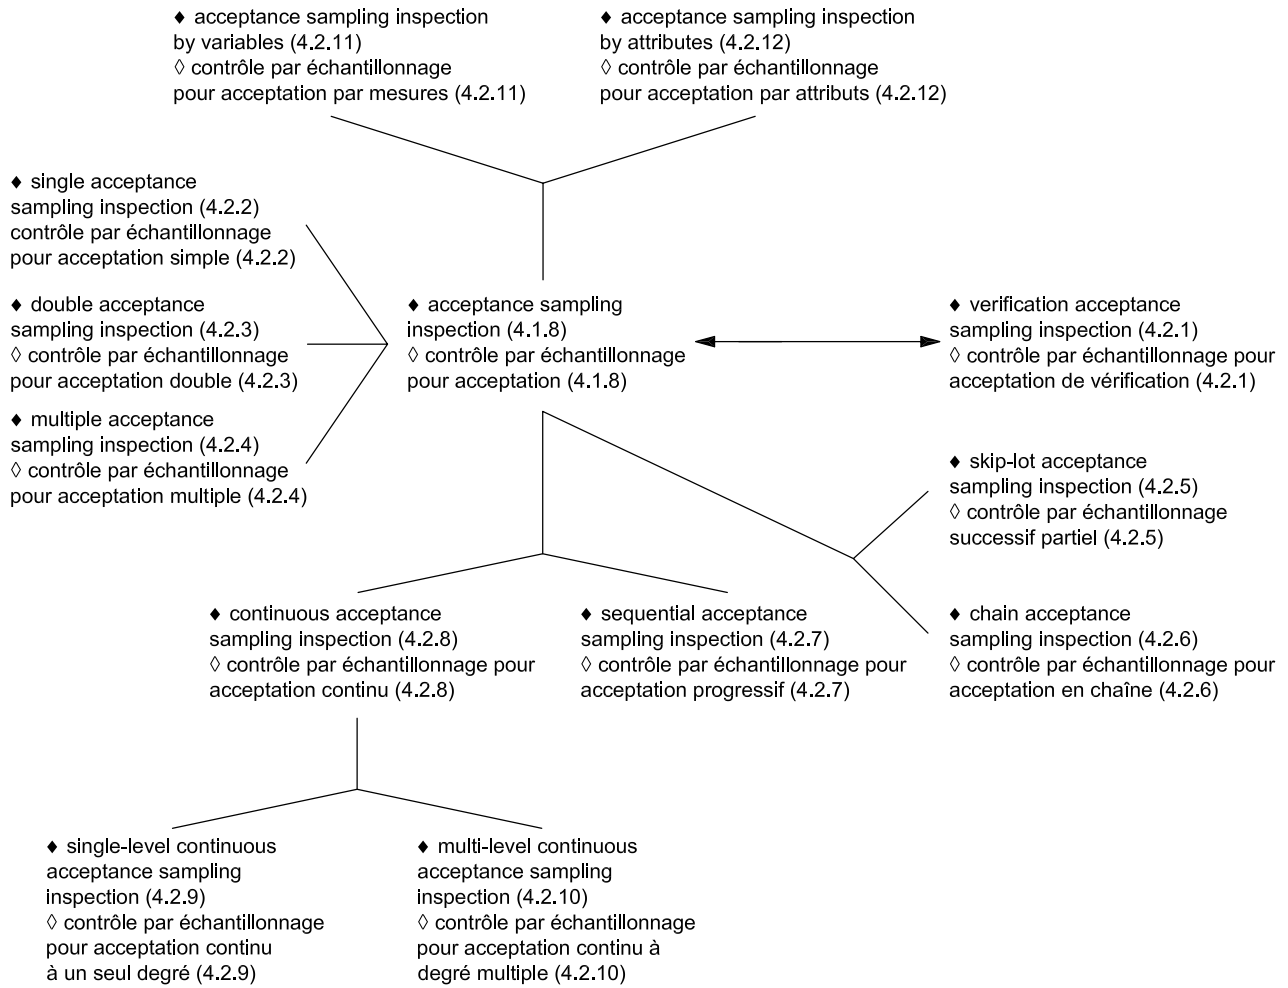 ♦ acceptance sampling inspection
by variables (4.2.11)
◊ contrôle par échantillonnage
pour acceptation par mesures (4.2.11)
♦ acceptance sampling inspection
by attributes (4.2.12)
◊ contrôle par échantillonnage
pour acceptation par attributs (4.2.12)
♦ single acceptance
sampling inspection (4.2.2)
contrôle par échantillonnage
pour acceptation simple (4.2.2)
♦ double acceptance
sampling inspection (4.2.3)
◊ contrôle par échantillonnage
pour acceptation double (4.2.3)
♦ multiple acceptance
sampling inspection (4.2.4)
◊ contrôle par échantillonnage
pour acceptation multiple (4.2.4)
♦ acceptance sampling
inspection (4.1.8)
◊ contrôle par échantillonnage
pour acceptation (4.1.8)
♦ verification acceptance
sampling inspection (4.2.1)
◊ contrôle par échantillonnage pour
acceptation de vérification (4.2.1)
♦ skip-lot acceptance
sampling inspection (4.2.5)
◊ contrôle par échantillonnage
successif partiel (4.2.5)
♦ continuous acceptance
sampling inspection (4.2.8)
◊ contrôle par échantillonnage pour
acceptation continu (4.2.8)
♦ sequential acceptance
sampling inspection (4.2.7)
◊ contrôle par échantillonnage pour
acceptation progressif (4.2.7)
♦ chain acceptance
sampling inspection (4.2.6)
◊ contrôle par échantillonnage pour
acceptation en chaîne (4.2.6)
♦ single-level continuous
acceptance sampling
inspection (4.2.9)
◊ contrôle par échantillonnage
pour acceptation continu
à un seul degré (4.2.9)
♦ multi-level continuous
acceptance sampling
inspection (4.2.10)
◊ contrôle par échantillonnage
pour acceptation continu à
degré multiple (4.2.10)